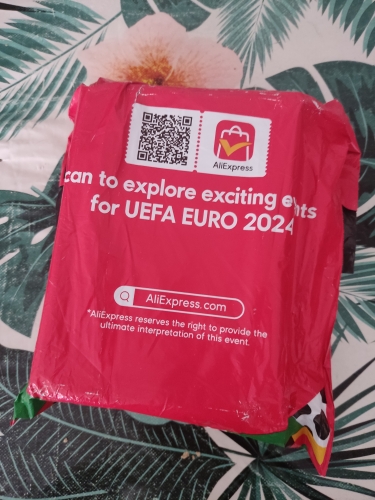 AliExpress
can to explore exciting e nts
for UEFA EURO 2024
AliExpress.com
*AliExpress reserves the right to provide the
ultimate interpretation of this event.